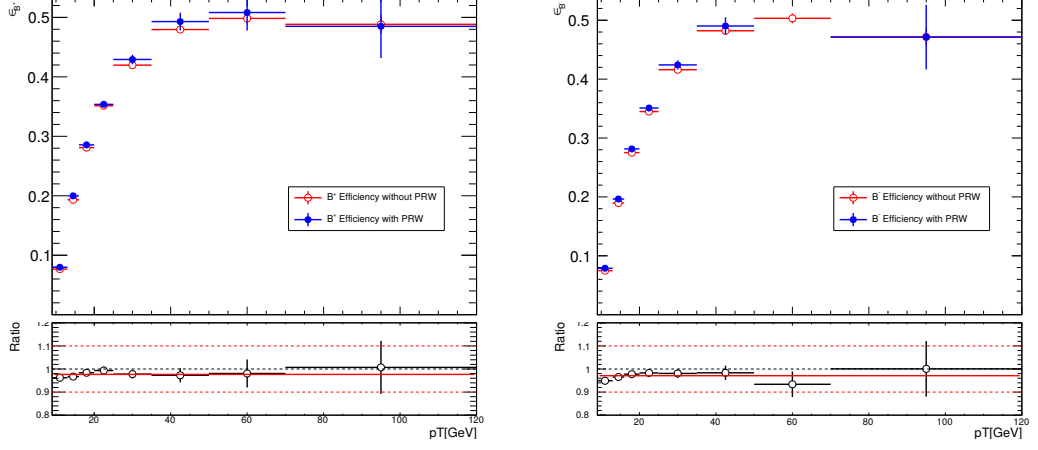 ϵ_B⁺
0.5
0.4
0.3
0.2
0.1
B⁺ Efficiency without PRW
B⁺ Efficiency with PRW
Ratio
1.2
1.1
1
0.9
0.8
20 40 60 80 100 120
pT[GeV]
ϵ_B⁻
0.5
0.4
0.3
0.2
0.1
B⁻ Efficiency without PRW
B⁻ Efficiency with PRW
Ratio
1.2
1.1
1
0.9
0.8
20 40 60 80 100 120
pT[GeV]